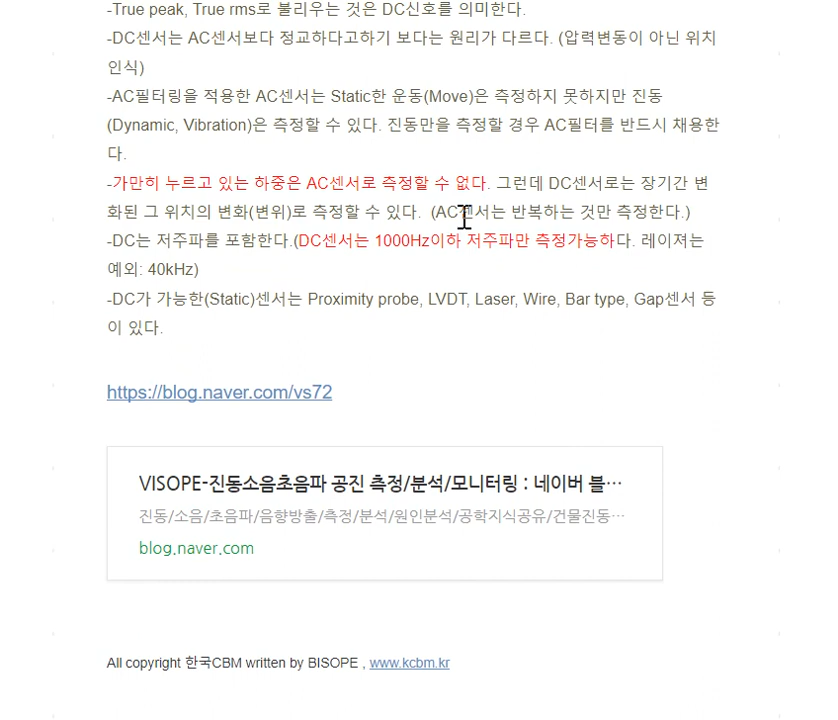 -True peak, True rms로 불리우는 것은 DC신호를 의미한다.
-DC센서는 AC센서보다 정교하다고하기 보다는 원리가 다르다. (압력변동이 아닌 위치
인식)
-AC필터링을 적용한 AC센서는 Static한 운동(Move)은 측정하지 못하지만 진동
(Dynamic, Vibration)은 측정할 수 있다. 진동만을 측정할 경우 AC필터를 반드시 채용한
다.
-가만히 누르고 있는 하중은 AC센서로 측정할 수 없다. 그런데 DC센서로는 장기간 변
화된 그 위치의 변화(변위)로 측정할 수 있다.  (AC센서는 반복하는 것만 측정한다.)
-DC는 저주파를 포함한다.(DC센서는 1000Hz이하 저주파만 측정가능하다. 레이져는
예외: 40kHz)
-DC가 가능한(Static)센서는 Proximity probe, LVDT, Laser, Wire, Bar type, Gap센서 등
이 있다.
https://blog.naver.com/vs72
VISOPE-진동소음초음파 공진 측정/분석/모니터링 : 네이버 블…
진동/소음/초음파/음향방출/측정/분석/원인분석/공학지식공유/건물진동…
blog.naver.com
All copyright 한국CBM written by BISOPE , www.kcbm.kr